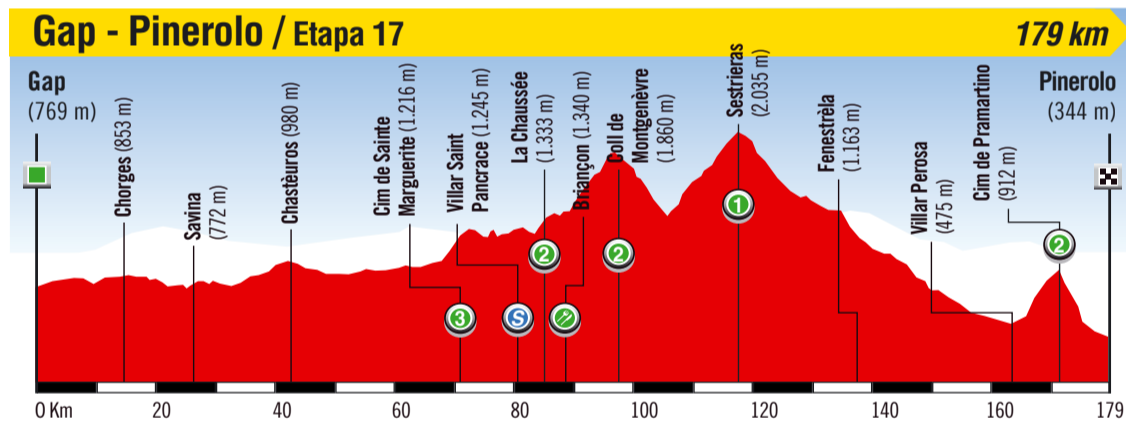 Gap - Pinerolo / Etapa 17
179 km
Gap
(769 m)
Chorges (853 m)
Savina
(772 m)
Chastèuros (980 m)
Cim de Sainte
Marguerite (1.216 m)
Villar Saint
Pancrace (1.245 m)
La Chaussée
(1.333 m)
Briançon (1.340 m)
Coll de
Montgenèvre
(1.860 m)
Sestrieras
(2.035 m)
Fenestrèla
(1.163 m)
Villar Perosa
(475 m)
Cim de Pramartino
(912 m)
Pinerolo
(344 m)
3
S
2
2
1
2
0 Km
20
40
60
80
100
120
140
160
179